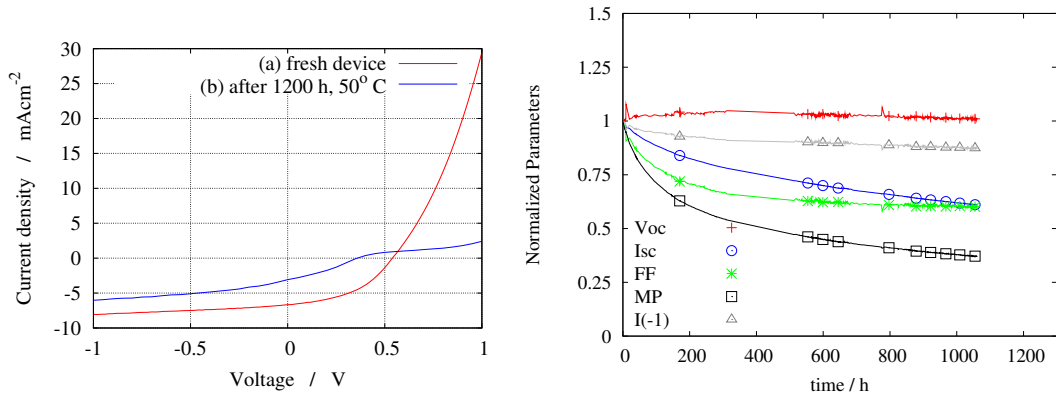 30
25
20
15
10
5
0
-5
-10
-1
-0.5
0
0.5
1
Current density / mAcm-2
Voltage / V
(a) fresh device
(b) after 1200 h, 50° C
1.5
1.25
1
0.75
0.5
0.25
0
0
200
400
600
800
1000
1200
Normalized Parameters
time / h
Voc
Isc
FF
MP
I(-1)